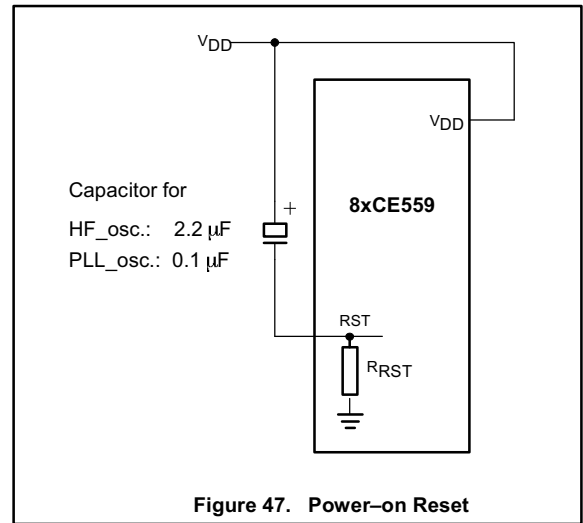 VDD
VDD
8xCE559
Capacitor for
+
HF_osc.: 2.2 μF
PLL_osc.: 0.1 μF
RST
RRST
Figure 47. Power–on Reset